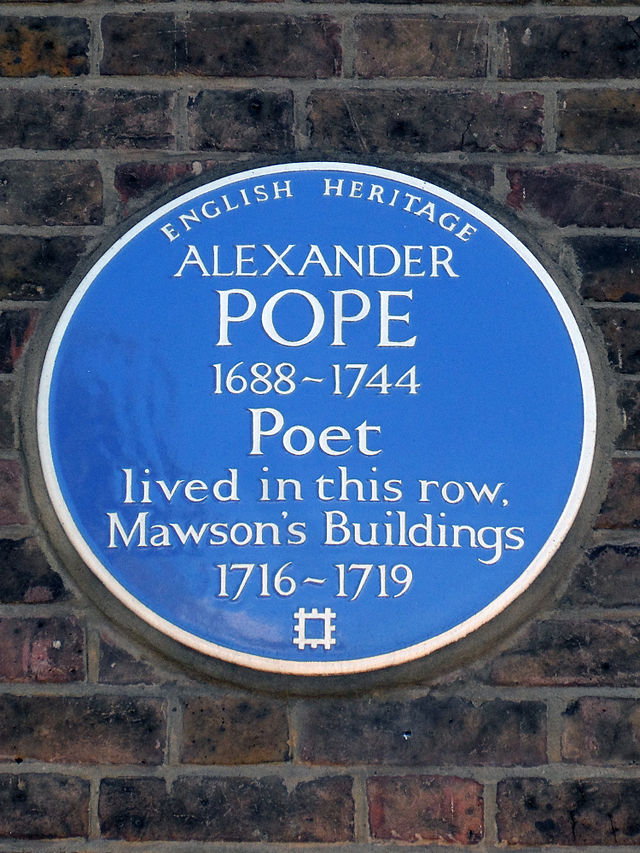 ENGLISH HERITAGE
ALEXANDER
POPE
1688~1744
Poet
lived in this row,
Mawson's Buildings
1716~1719